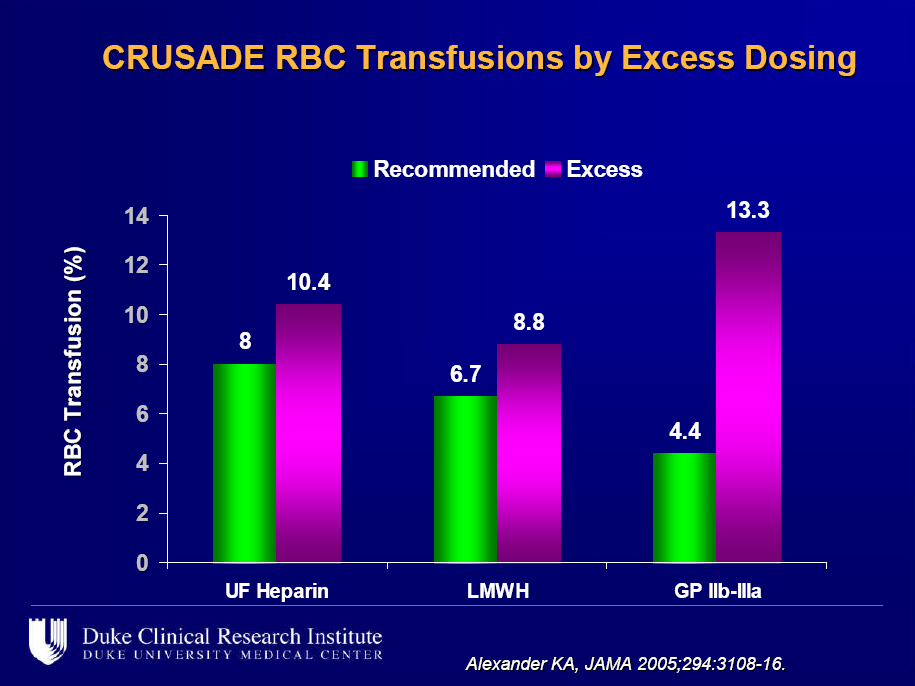 CRUSADE RBC Transfusions by Excess Dosing
Recommended Excess
RBC Transfusion (%)
14
12
10
8
6
4
2
0
8
10.4
6.7
8.8
4.4
13.3
UF Heparin
LMWH
GP IIb-IIIa
Duke Clinical Research Institute
DUKE UNIVERSITY MEDICAL CENTER
Alexander KA, JAMA 2005;294:3108-16.